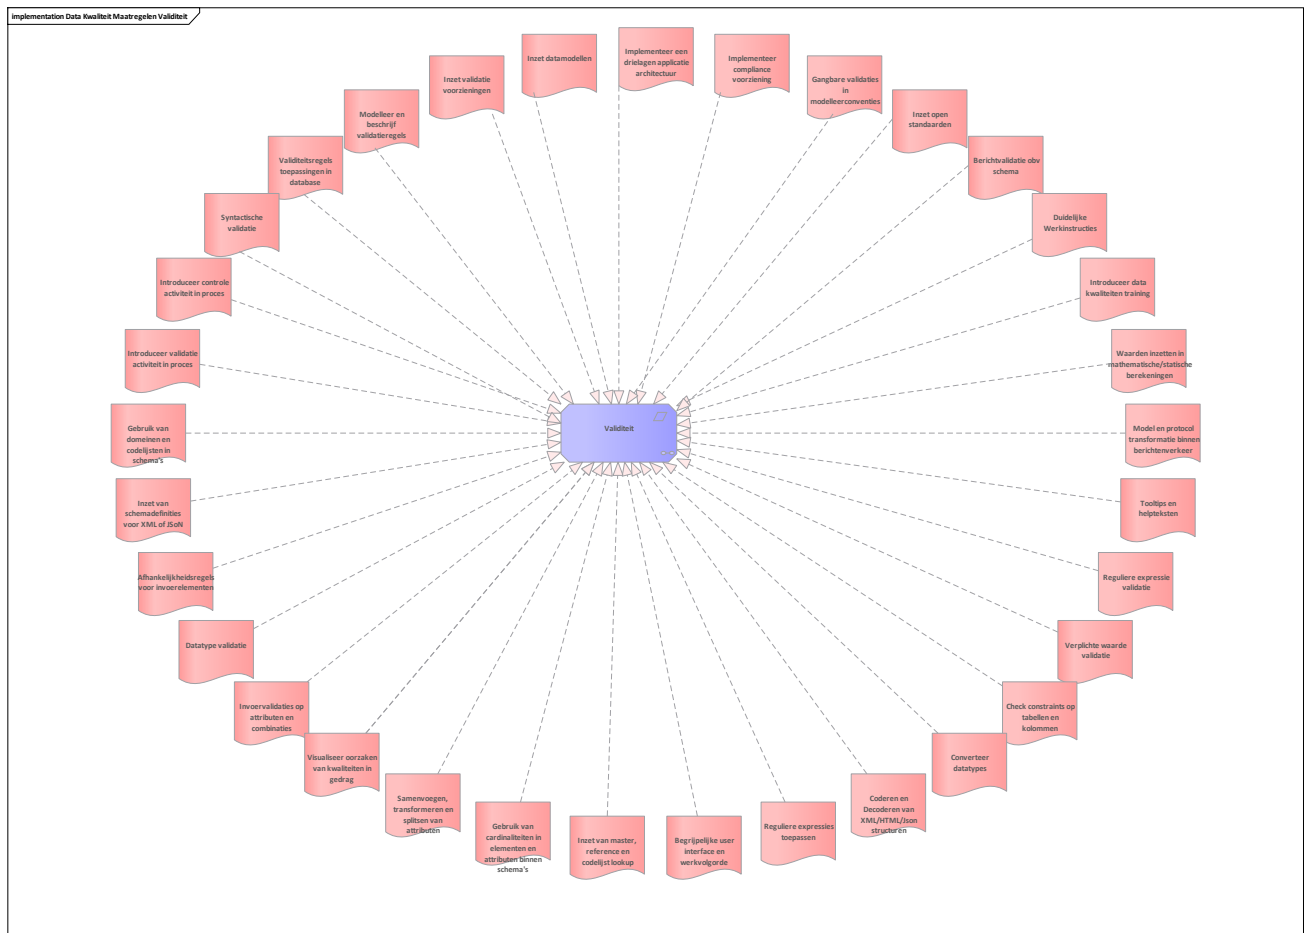 implementation Data Kwaliteit Maatregelen Validiteit
Implementeer een
drielagen applicatie
architectuur
Implementeer
compliance
voorziening
Gangbare validaties
in
modelleerconventies
Inzet open
standaarden
Berichtvalidatie obv
schema
Duidelijke
Werkinstructies
Introduceer data
kwaliteiten training
Waarden inzetten in
mathematische/statische
berekeningen
Model en protocol
transformatie binnen
berichtenverkeer
Tooltips en
helpteksten
Reguliere expressie
validatie
Verplichte waarde
validatie
Check constraints op
tabellen en
kolommen
Converteer
datatypes
Coderen en
Decoderen van
XML/HTML/Json
structuren
Reguliere expressies
toepassen
Begrijpelijke user
interface en
werkvolgorde
Inzet van master,
reference en
codelijst lookup
Gebruik van
cardinaliteiten in
elementen en
attributen binnen
schema's
Samenvoegen,
transformeren en
splitsen van
attributen
Visualiseer oorzaken
van kwaliteiten in
gedrag
Invoervalidaties op
attributen en
combinaties
Datatype validatie
Afhankelijkheidsregels
voor invoerelementen
Inzet van
schemadefinities
voor XML of JSoN
Gebruik van
domeinen en
codelijsten in
schema's
Introduceer validatie
activiteit in proces
Introduceer controle
activiteit in proces
Syntactische
validatie
Validiteitsregels
toepassingen in
database
Modelleer en
beschrijf
validatieregels
Inzet validatie
voorzieningen
Inzet datamodellen
Validiteit